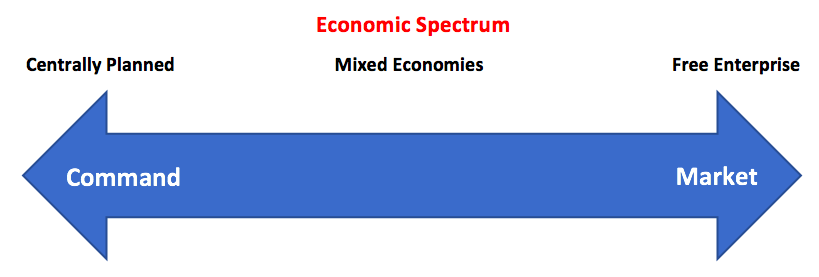 Economic Spectrum
Centrally Planned Mixed Economies Free Enterprise
Command Market